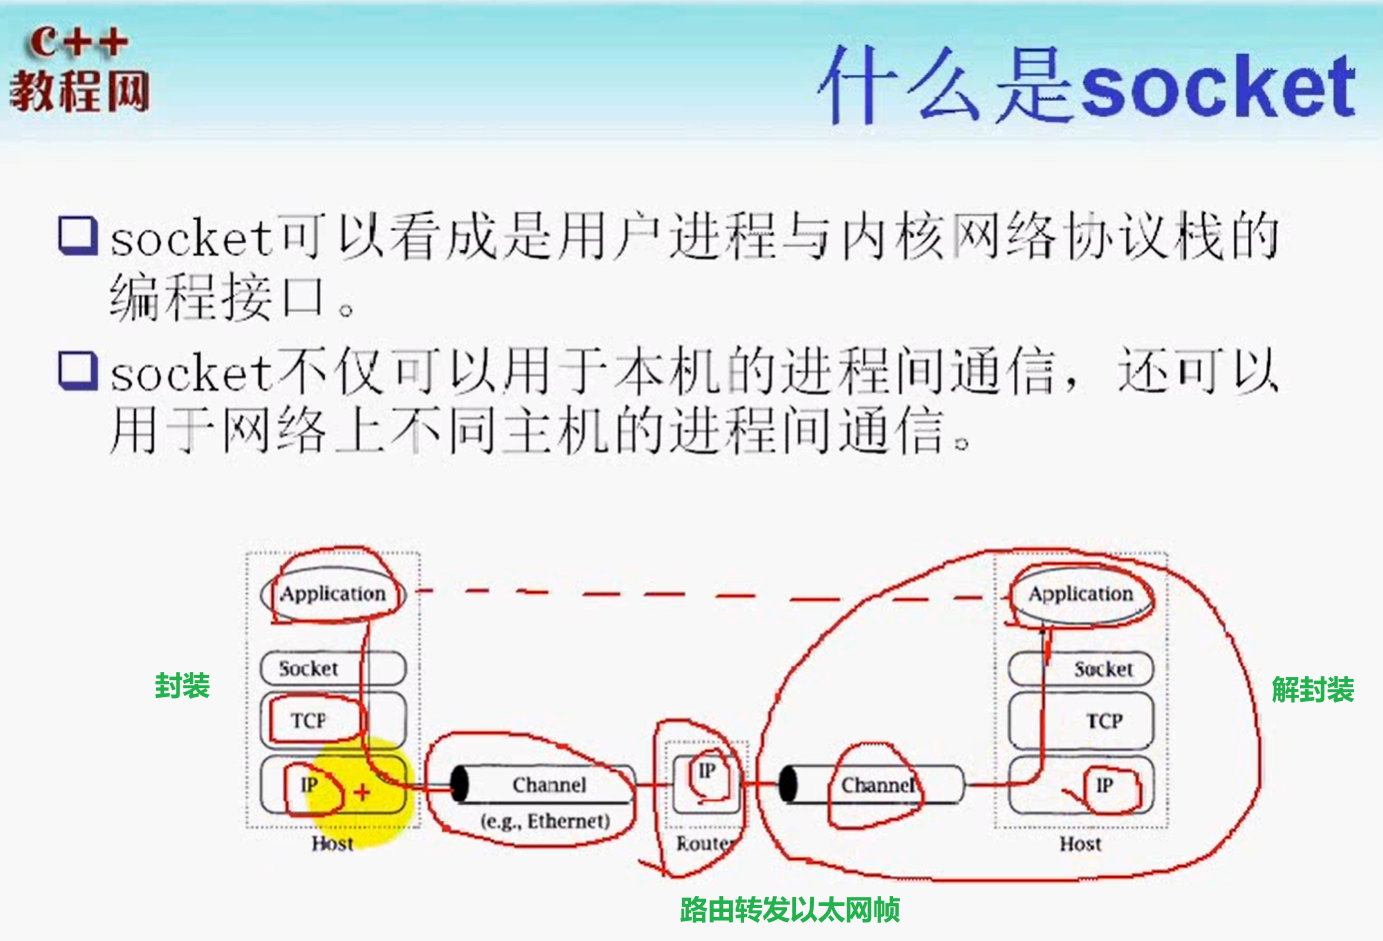 C++
教程网
什么是socket
socket可以看成是用户进程与内核网络协议栈的
编程接口。
socket不仅可以用于本机的进程间通信，还可以
用于网络上不同主机的进程间通信。
Application
Application
Socket
Socket
封装
解封装
TCP
TCP
IP
Channel
IP
Channel
IP
(e.g., Ethernet)
Host
Router
Host
路由转发以太网帧